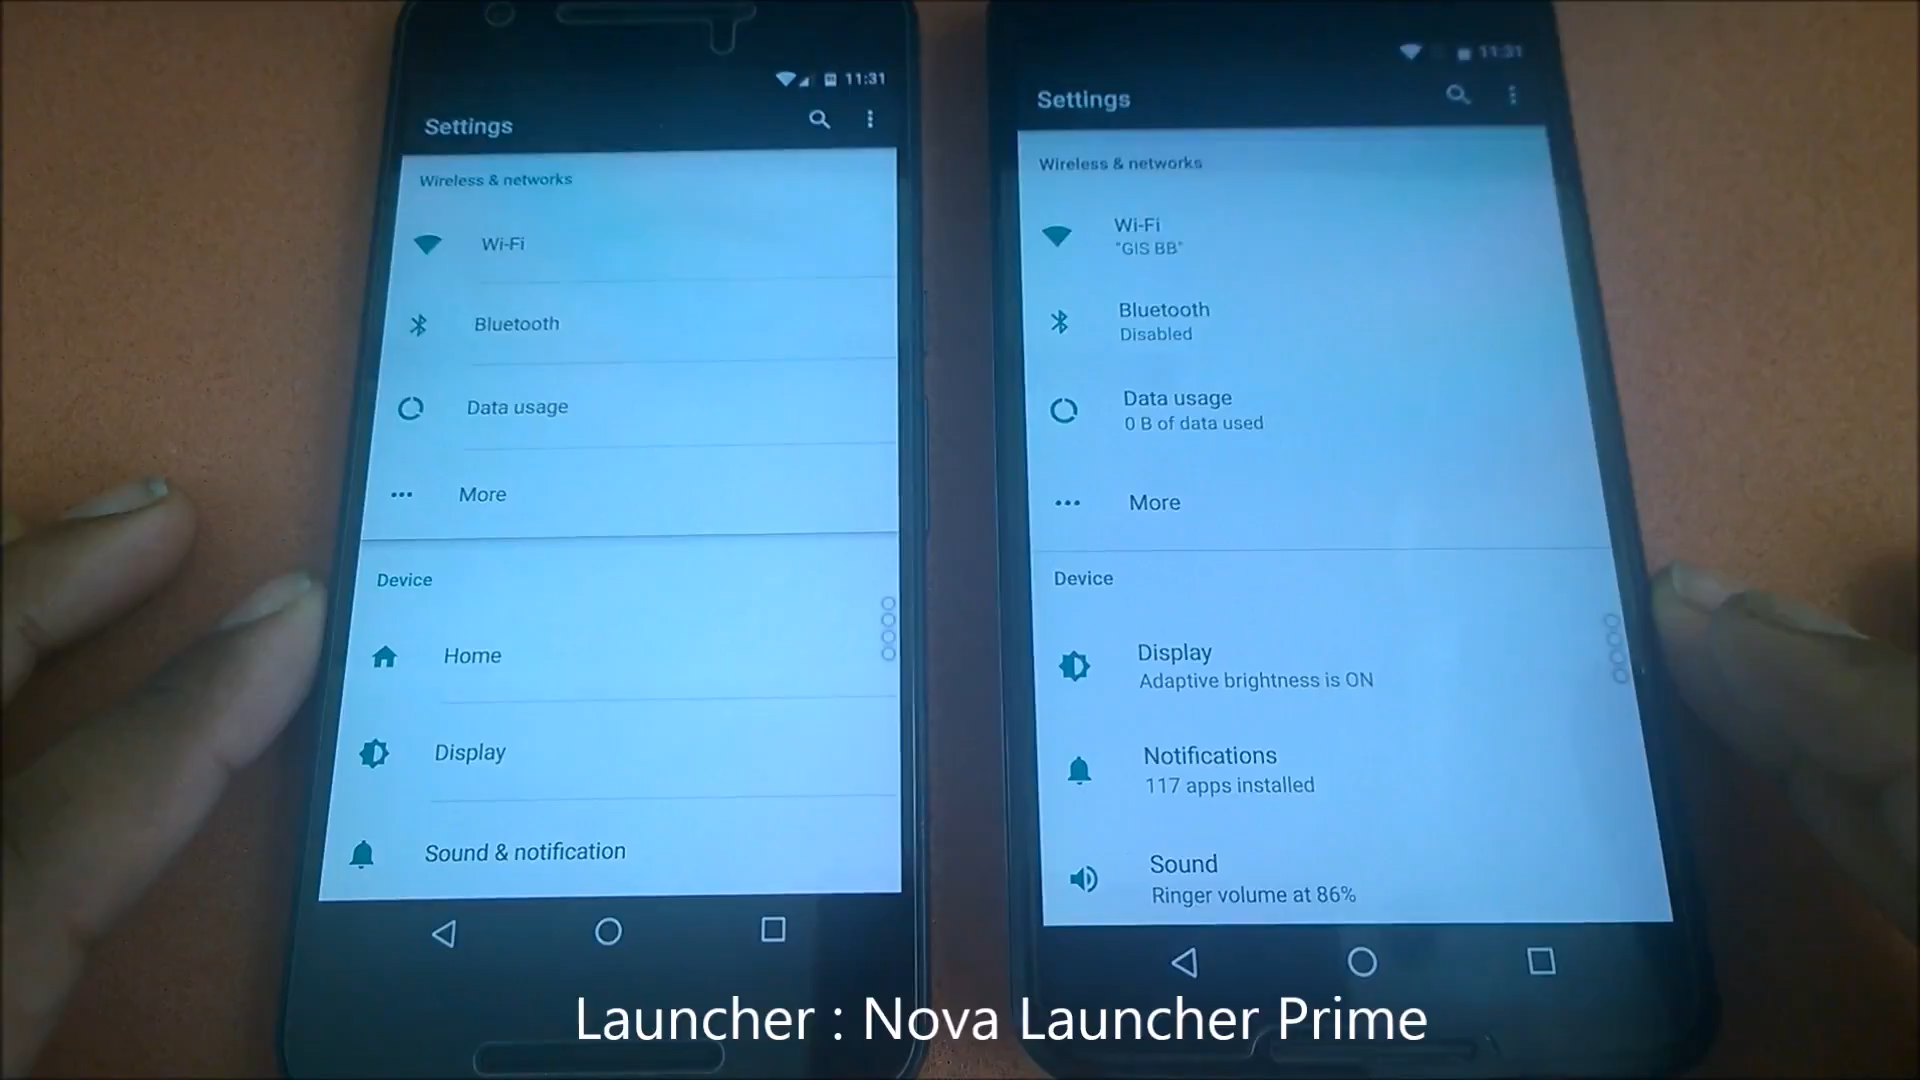 11:31
Settings
Wireless & networks
Wi-Fi
Bluetooth
Data usage
More
Device
Home
Display
Sound & notification
11:31
Settings
Wireless & networks
Wi-Fi
"GIS BB"
Bluetooth
Disabled
Data usage
0 B of data used
More
Device
Display
Adaptive brightness is ON
Notifications
117 apps installed
Sound
Ringer volume at 86%
Launcher : Nova Launcher Prime